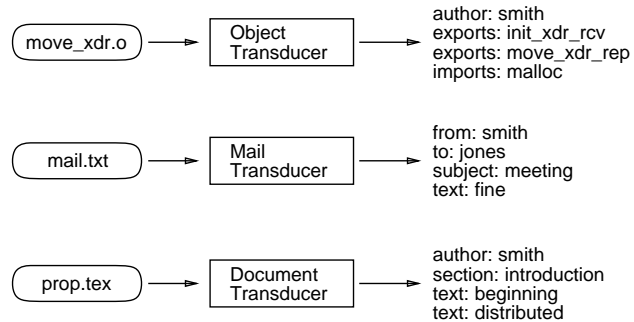 move_xdr.o
Object
Transducer
author: smith
exports: init_xdr_rcv
exports: move_xdr_rep
imports: malloc
mail.txt
Mail
Transducer
from: smith
to: jones
subject: meeting
text: fine
prop.tex
Document
Transducer
author: smith
section: introduction
text: beginning
text: distributed